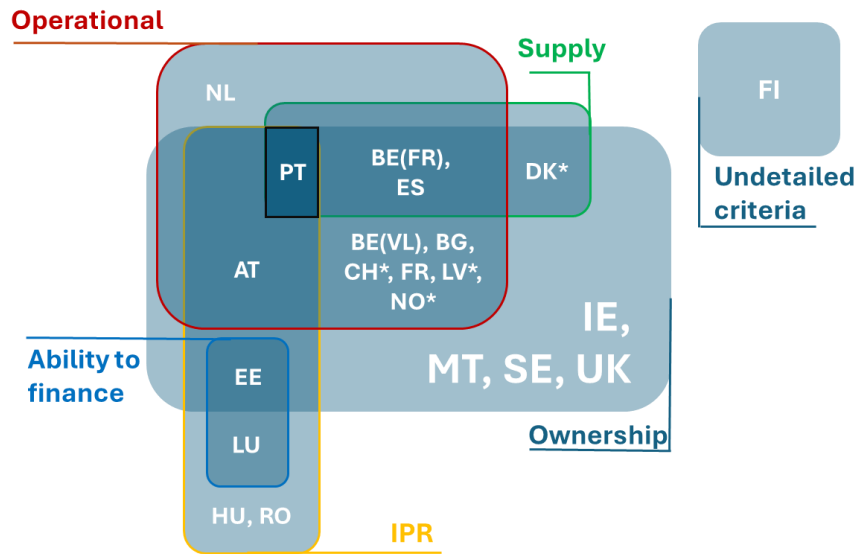 Operational
Supply
NL
FI
PT
BE(FR),
ES
DK*
Undetailed
criteria
AT
BE(VL), BG,
CH*, FR, LV*,
NO*
IE,
MT, SE, UK
Ability to
finance
EE
Ownership
LU
HU, RO
IPR